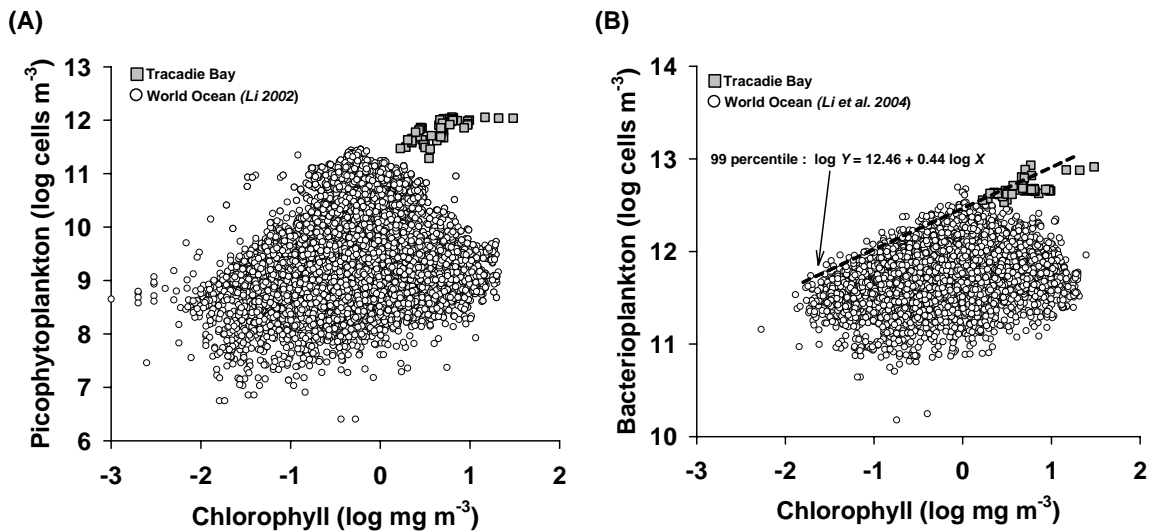 (A)
13
12
11
10
9
8
7
6
Picophytoplankton (log cells m-3)
Tracadie Bay
World Ocean (Li 2002)
-3 -2 -1 0 1 2
Chlorophyll (log mg m-3)
(B)
14
13
12
11
10
Bacterioplankton (log cells m-3)
Tracadie Bay
World Ocean (Li et al. 2004)
99 percentile : log Y = 12.46 + 0.44 log X
-3 -2 -1 0 1 2
Chlorophyll (log mg m-3)